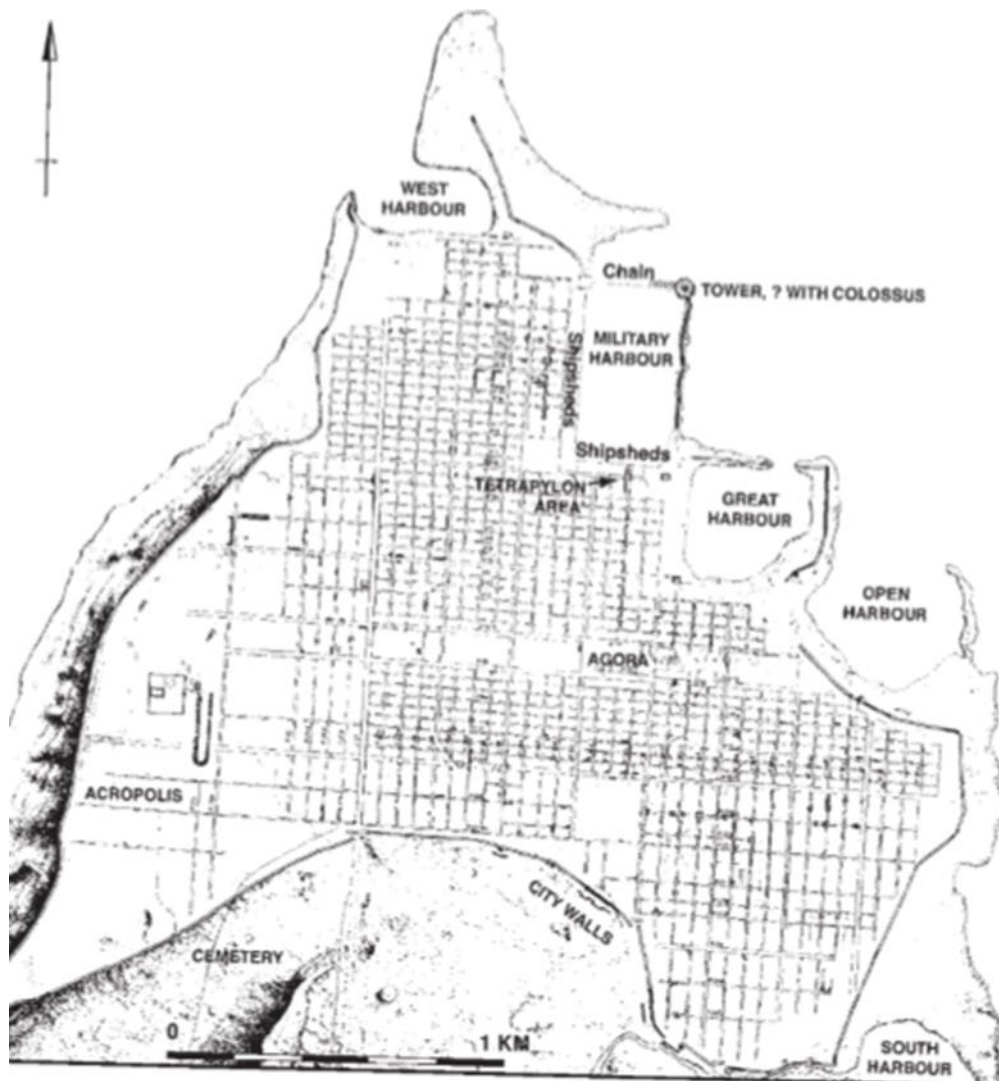 WEST
HARBOUR
Chain
TOWER, ? WITH COLOSSUS
MILITARY
HARBOUR
Shipsheds
Shipsheds
TETRAPYLON
AREA
GREAT
HARBOUR
OPEN
HARBOUR
AGORA
ACROPOLIS
CITY WALLS
CEMETERY
0 1 KM
SOUTH
HARBOUR